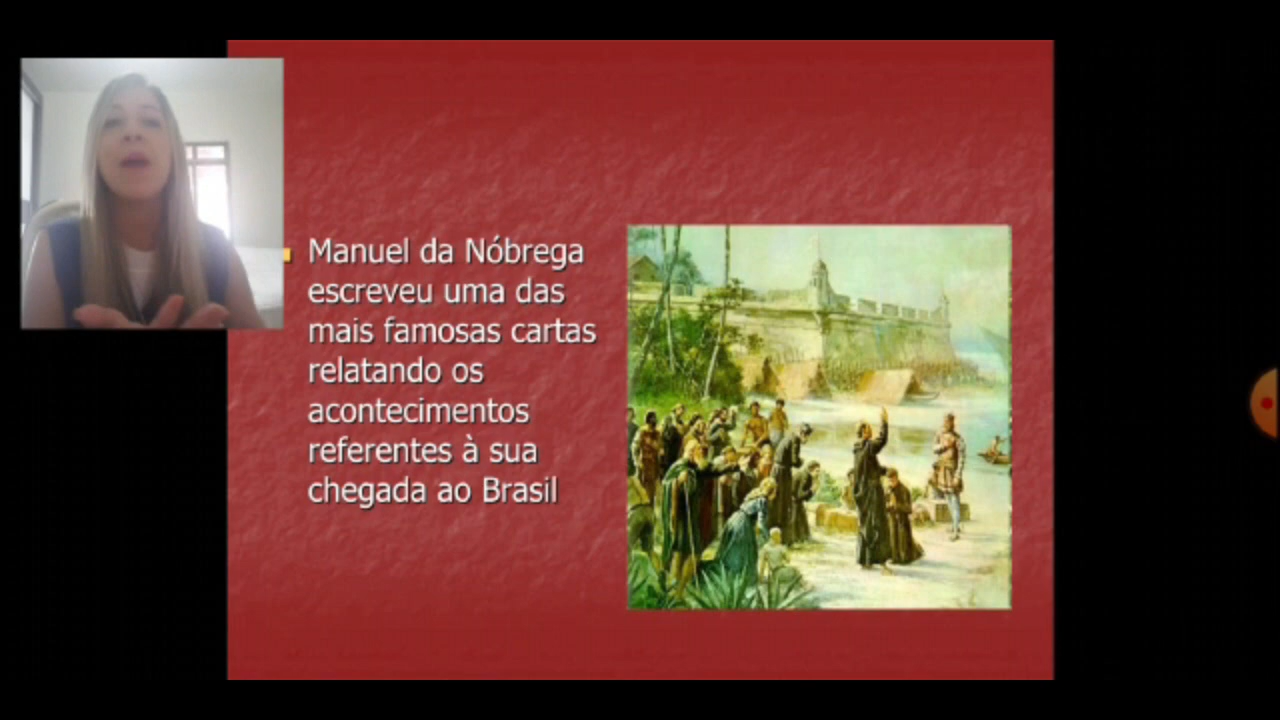 Manuel da Nóbrega
escreveu uma das
mais famosas cartas
relatando os
acontecimentos
referentes à sua
chegada ao Brasil